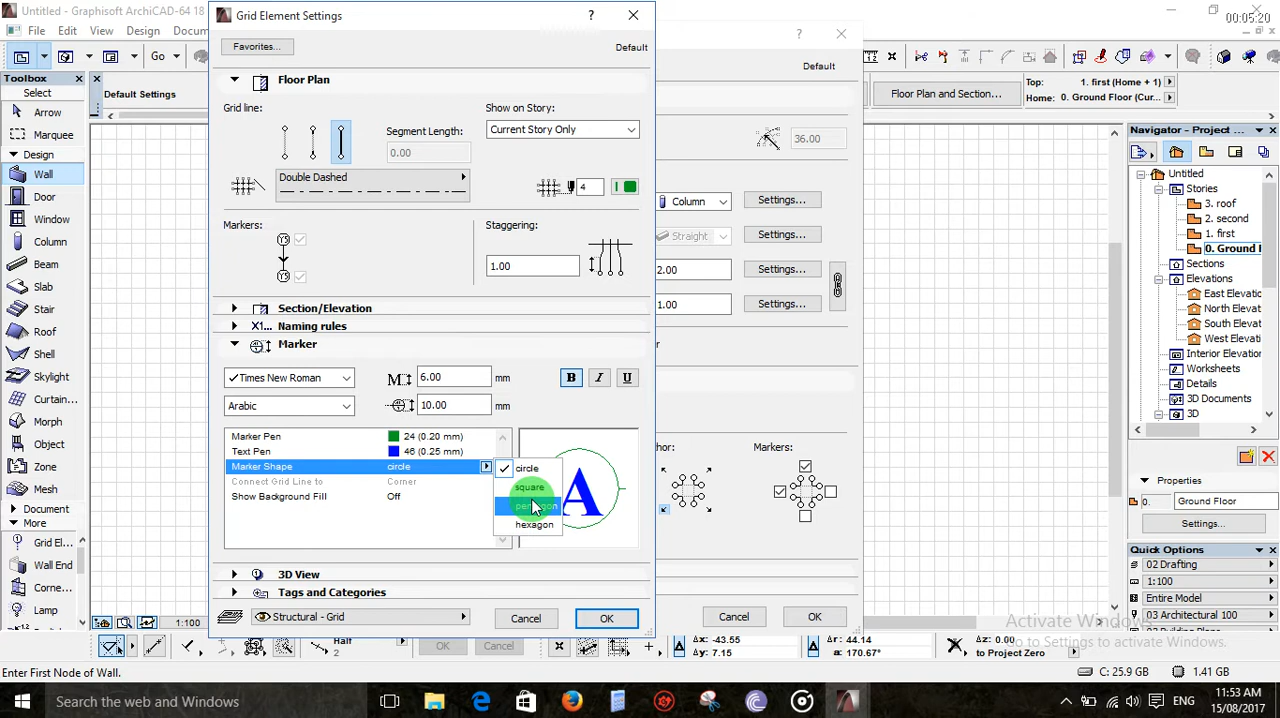 Untitled - Graphisoft ArchiCAD-64 18
00:05:20
File Edit View Design
Go
Toolbox
Select
Arrow
Marquee
Design
Wall
Door
Window
Column
Beam
Slab
Stair
Roof
Shell
Skylight
Curtain...
Morph
Object
Zone
Mesh
Document
More
Grid El...
Wall End
Corne...
Lamp
Default Settings
Grid Element Settings
?
Favorites...
Default
Floor Plan
Grid line:
Segment Length:
0.00
Show on Story:
Current Story Only
Double Dashed
4
Markers:
Staggering:
1.00
Section/Elevation
X1... Naming rules
Marker
Times New Roman
6.00 mm
B I U
Arabic
10.00 mm
Marker Pen 24 (0.20 mm)
Text Pen 46 (0.25 mm)
Marker Shape circle
Connect Grid Line to Corner
Show Background Fill Off
circle
square
pentagon
hexagon
A
3D View
Tags and Categories
Structural - Grid
Cancel
OK
?
Default
36.00
Column
Settings...
Straight
Settings...
2.00
Settings...
1.00
Settings...
Markers:
Cancel
OK
Floor Plan and Section...
Top: 1. first (Home + 1)
Home: 0. Ground Floor (Cur...
Navigator - Project ...
Untitled
Stories
3. roof
2. second
1. first
0. Ground
Sections
Elevations
East Elevatio
North Elevat
South Elevat
West Elevati
Interior Elevation
Worksheets
Details
3D Documents
3D
Properties
0. Ground Floor
Settings...
Quick Options
02 Drafting
1:100
Entire Model
03 Architectural 100
1:100
Half
2
OK
Cancel
Δx: -43.55
Δy: 7.15
Δr: 44.14
a: 170.67°
Δz: 0.00
to Project Zero
Activate Windows
Go to Settings to activate Windows.
Enter First Node of Wall.
C: 25.9 GB
1.41 GB
Search the web and Windows
ENG
11:53 AM
15/08/2017